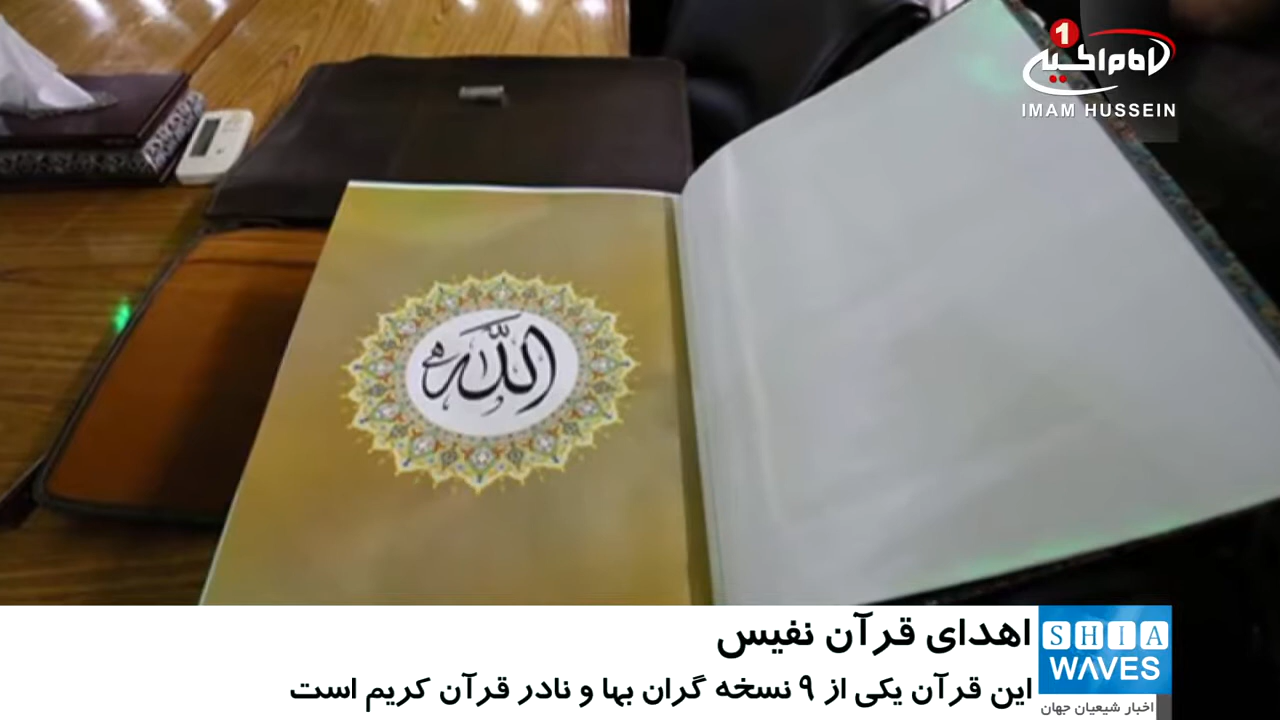 1
امام حسین
IMAM HUSSEIN
الله
اهدای قرآن نفیس
این قرآن یکی از ۹ نسخه گران بها و نادر قرآن کریم است
SHIA
WAVES
اخبار شیعیان جهان